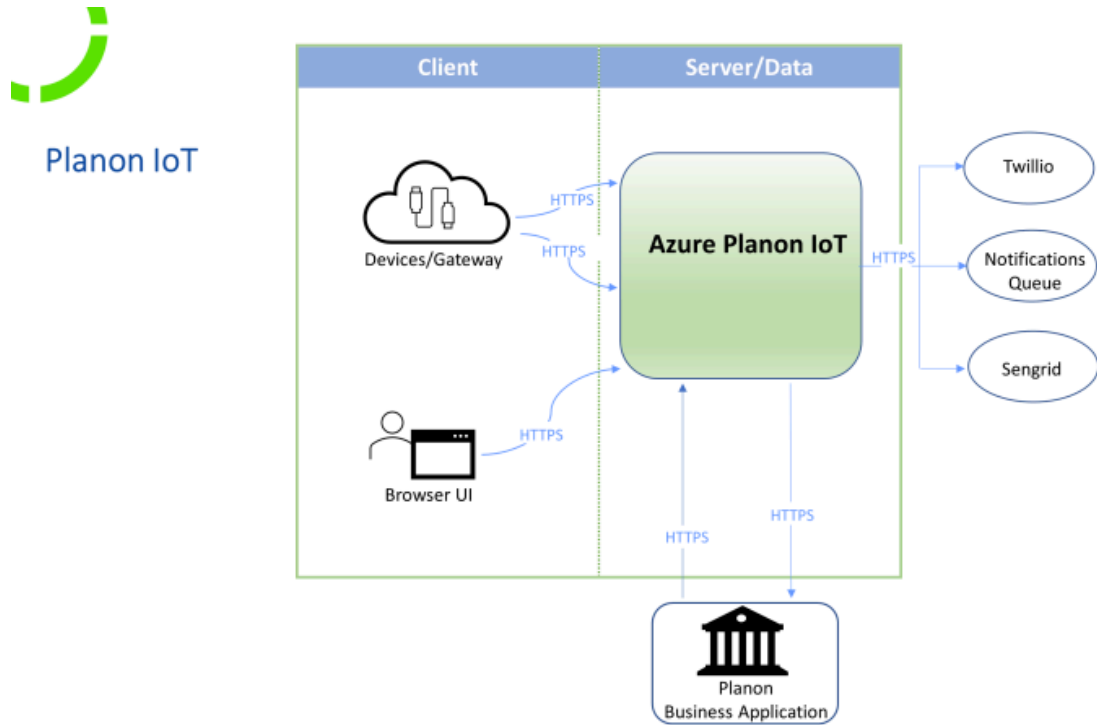 Planon IoT
Client
Server/Data
Devices/Gateway
HTTPS
HTTPS
Azure Planon IoT
HTTPS
Twillio
Notifications
Queue
Sengrid
HTTPS
Browser UI
HTTPS
HTTPS
Planon
Business Application